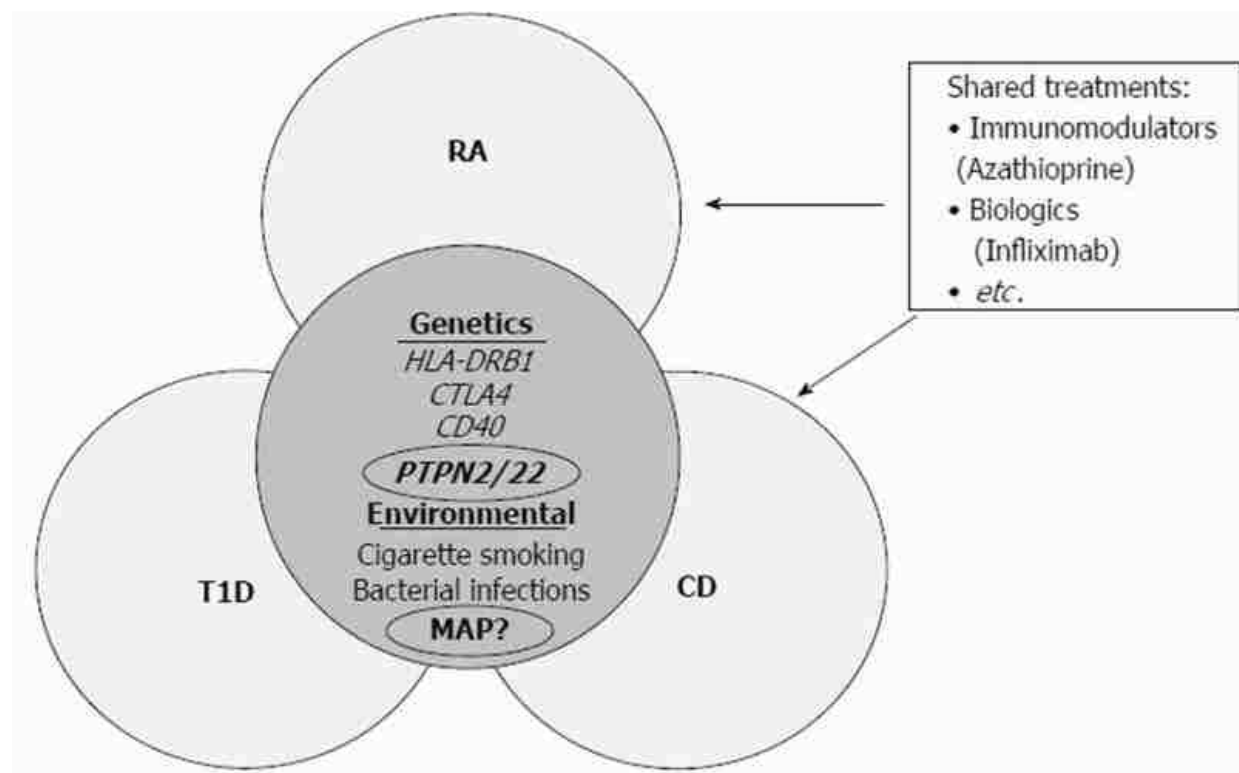 RA
Shared treatments:
• Immunomodulators
(Azathioprine)
• Biologics
(Infliximab)
• etc.
Genetics
HLA-DRB1
CTLA4
CD40
PTPN2/22
Environmental
Cigarette smoking
Bacterial infections
MAP?
T1D
CD